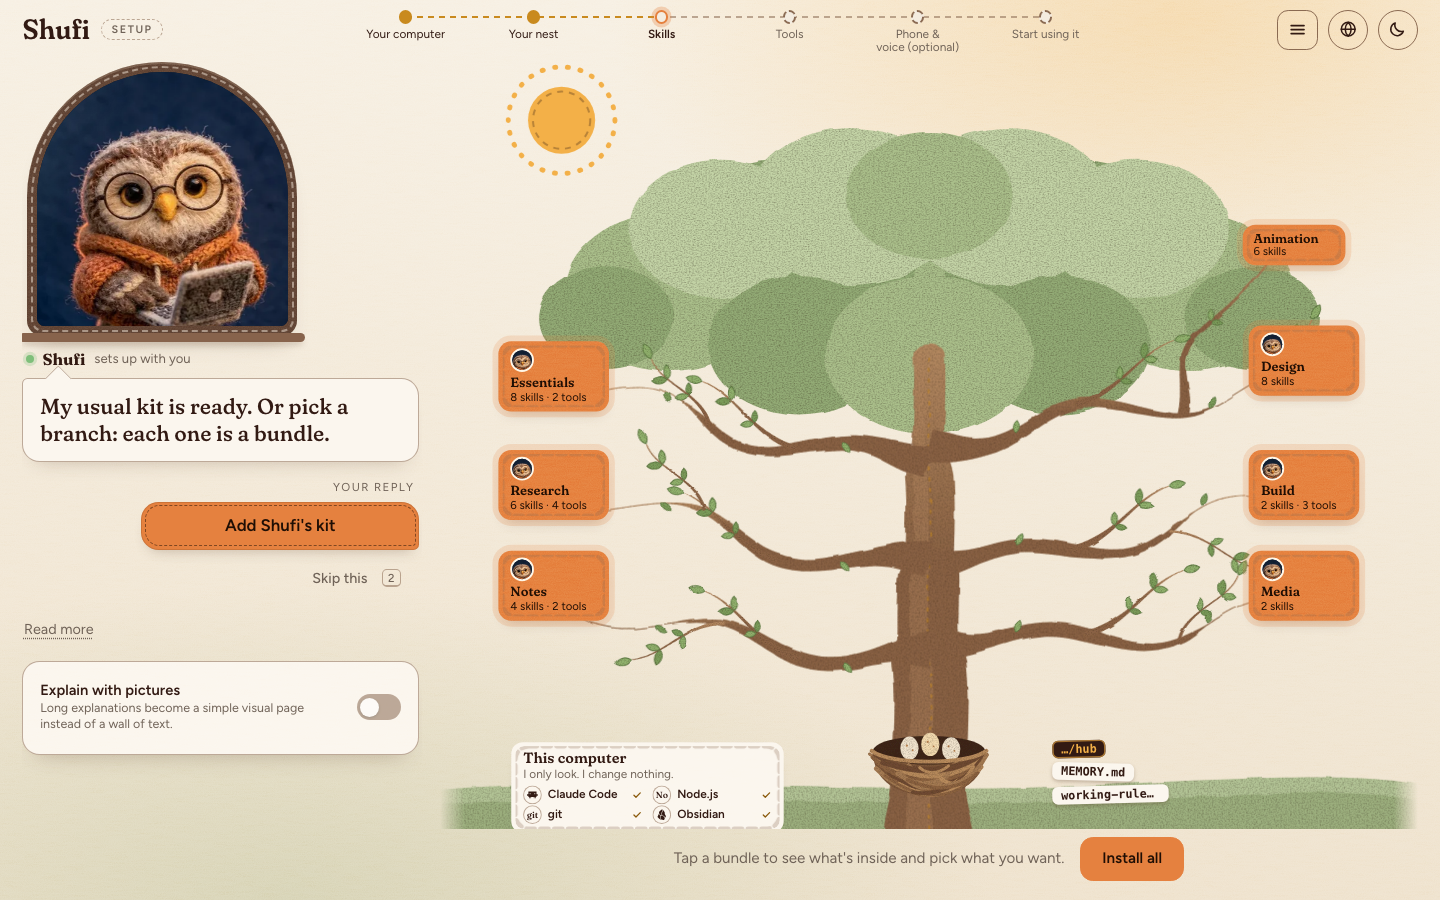 Shufi
SETUP
Your computer
Your nest
Skills
Tools
Phone &
voice (optional)
Start using it
Shufi sets up with you
My usual kit is ready. Or pick a
branch: each one is a bundle.
YOUR REPLY
Add Shufi's kit
Skip this 2
Read more
Explain with pictures
Long explanations become a simple visual page
instead of a wall of text.
Animation
6 skills
Essentials
8 skills · 2 tools
Design
8 skills
Research
6 skills · 4 tools
Build
2 skills · 3 tools
Notes
4 skills · 2 tools
Media
2 skills
This computer
I only look. I change nothing.
Claude Code
No Node.js
git git
Obsidian
…/hub
MEMORY.md
working-rule…
Tap a bundle to see what's inside and pick what you want.
Install all